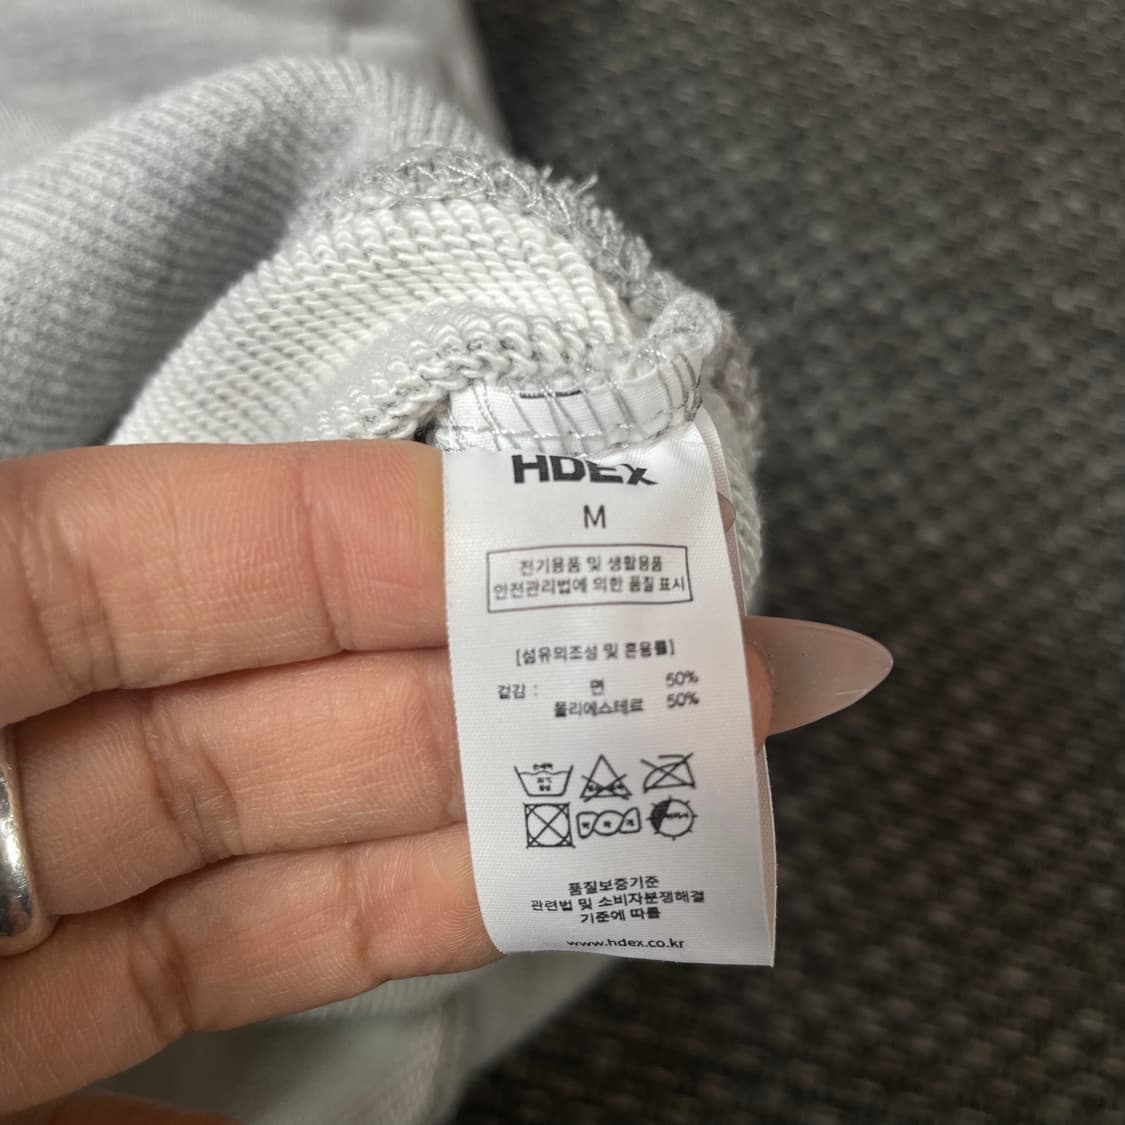 HDEX
M
전기용품 및 생활용품
안전관리법에 의한 품질 표시
[섬유의조성 및 혼용률]
겉감 : 면 50%
폴리에스테르 50%
품질보증기준
관련법 및 소비자분쟁해결
기준에 따름
www.hdex.co.kr